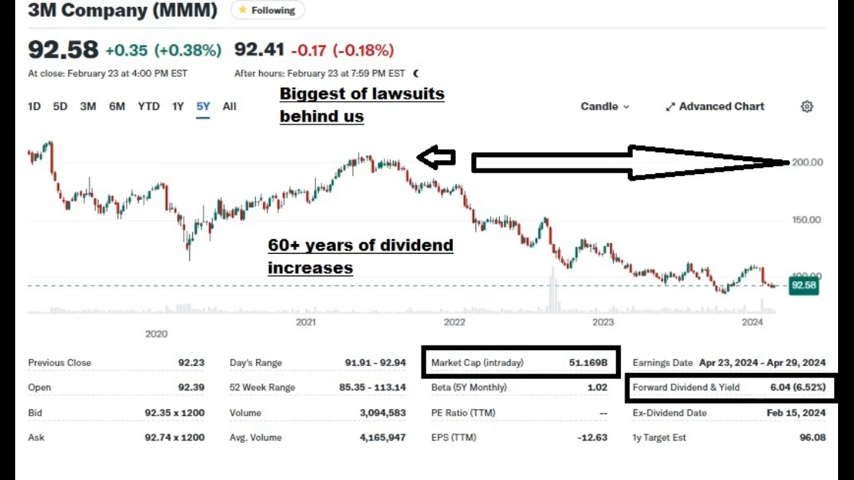 3M Company (MMM)
Following
92.58 +0.35 (+0.38%) 92.41 -0.17 (-0.18%)
At close: February 23 at 4:00 PM EST After hours: February 23 at 7:59 PM EST
Biggest of lawsuits
behind us
1D 5D 3M 6M YTD 1Y 5Y All Candle Advanced Chart
200.00
150.00
60+ years of dividend
increases
100.00
92.58
2020 2021 2022 2023 2024
Previous Close 92.23 Day's Range 91.91 - 92.94 Market Cap (intraday) 51.169B Earnings Date Apr 23, 2024 - Apr 29, 2024
Open 92.39 52 Week Range 85.35 - 113.14 Beta (5Y Monthly) 1.02 Forward Dividend & Yield 6.04 (6.52%)
Bid 92.35 x 1200 Volume 3,094,583 PE Ratio (TTM) -- Ex-Dividend Date Feb 15, 2024
Ask 92.74 x 1200 Avg. Volume 4,165,947 EPS (TTM) -12.63 1y Target Est 96.08